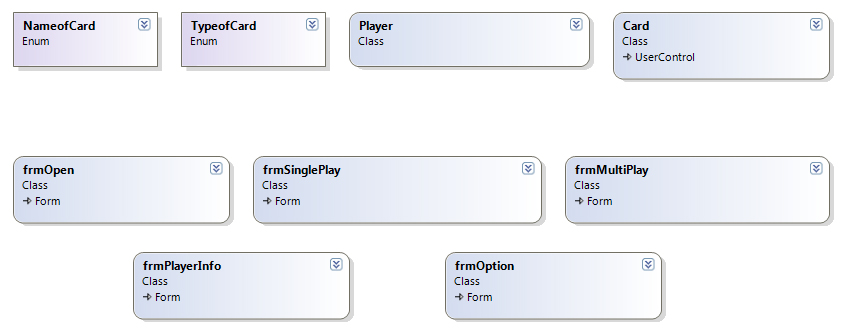 NameofCard
Enum
TypeofCard
Enum
Player
Class
Card
Class
UserControl
frmOpen
Class
Form
frmSinglePlay
Class
Form
frmMultiPlay
Class
Form
frmPlayerInfo
Class
Form
frmOption
Class
Form